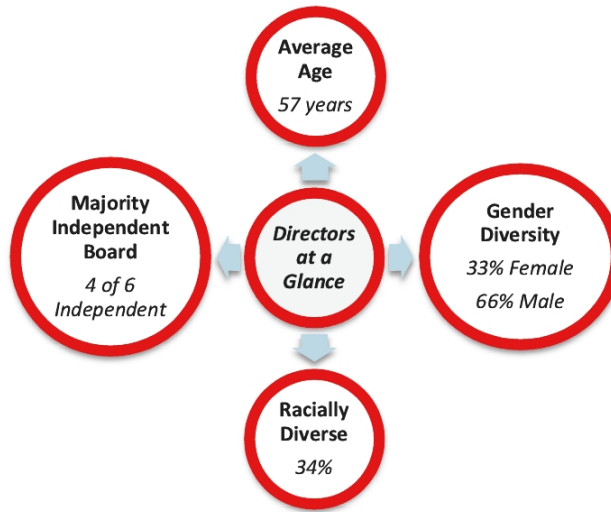 Average
Age
57 years
Majority
Independent
Board
4 of 6
Independent
Directors
at a
Glance
Gender
Diversity
33% Female
66% Male
Racially
Diverse
34%